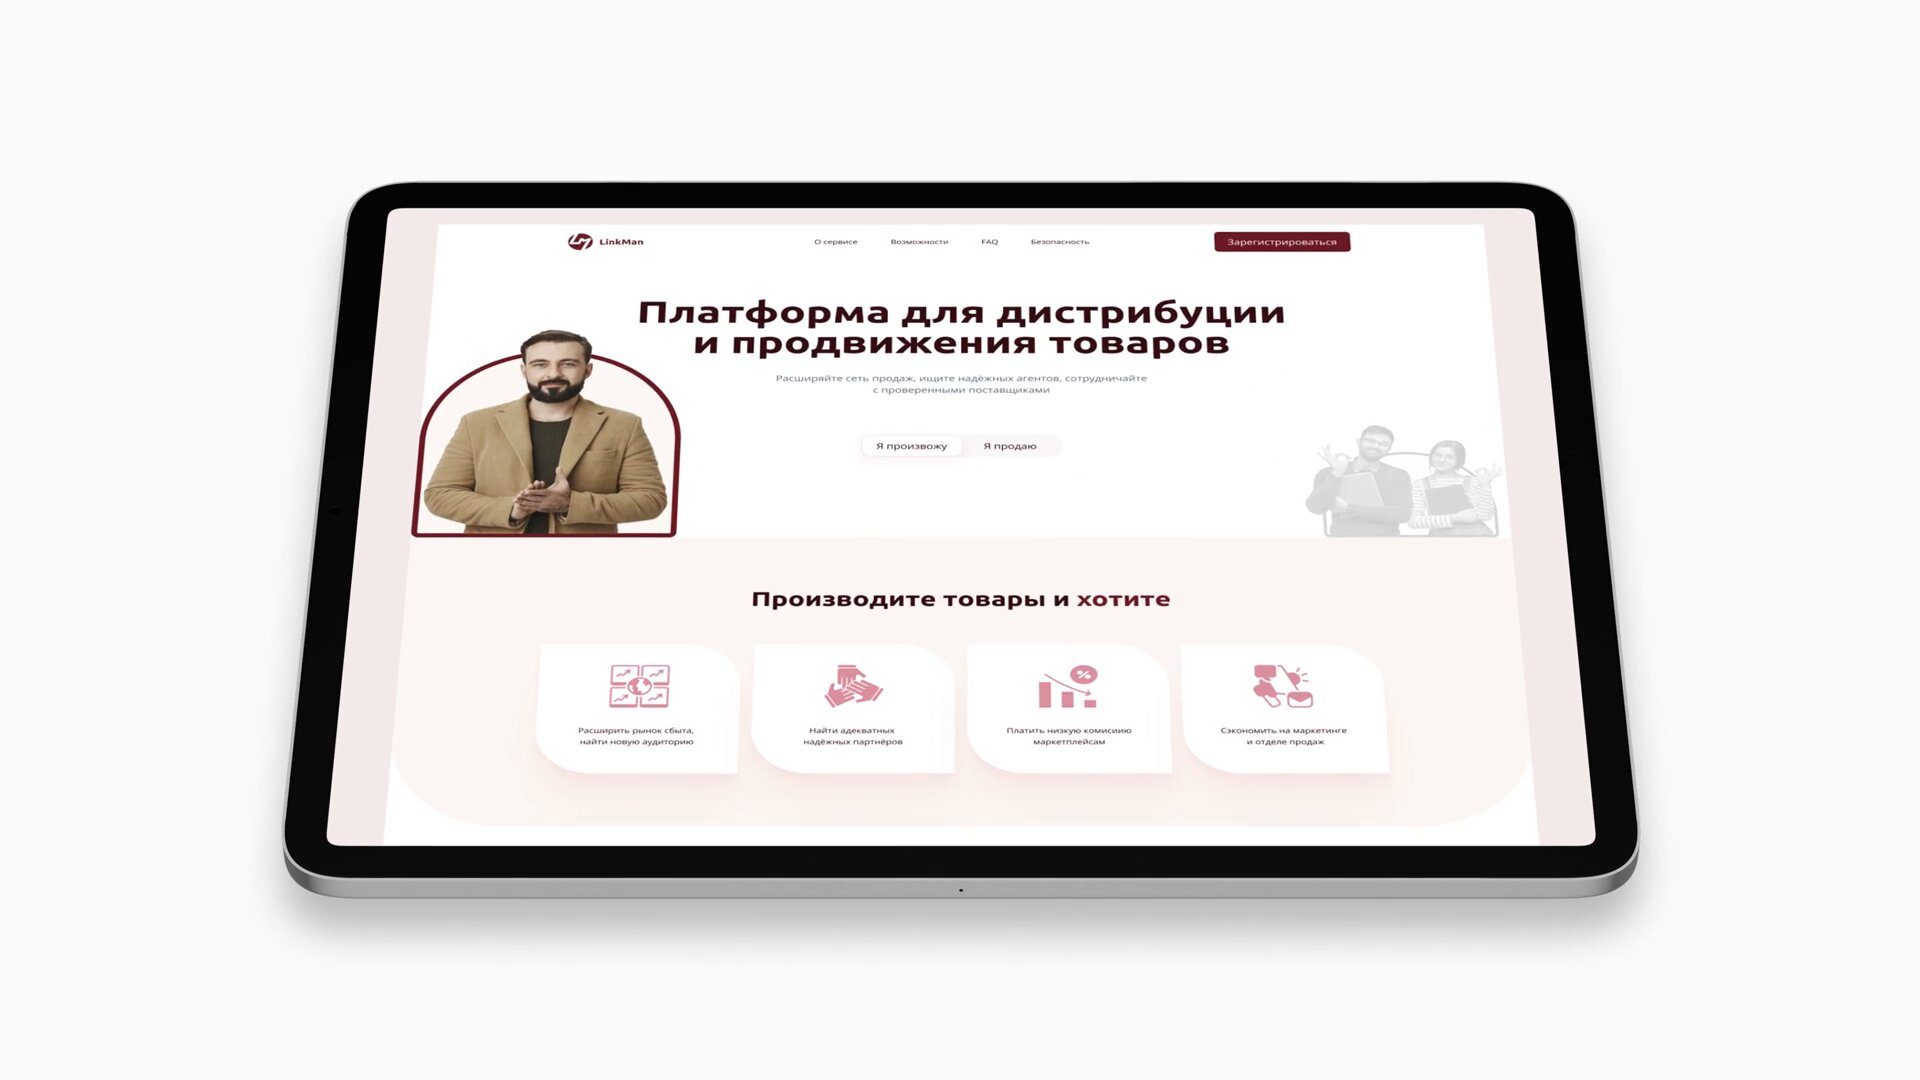 LinkMan
О сервисе
Возможности
FAQ
Безопасность
Зарегистрироваться
Платформа для дистрибуции
и продвижения товаров
Расширяйте сеть продаж, ищите надёжных агентов, сотрудничайте
с проверенными поставщиками
Я произвожу
Я продаю
Производите товары и хотите
Расширить рынок сбыта,
найти новую аудиторию
Найти адекватных
надёжных партнёров
Платить низкую комисиию
маркетплейсам
Сэкономить на маркетинге
и отделе продаж